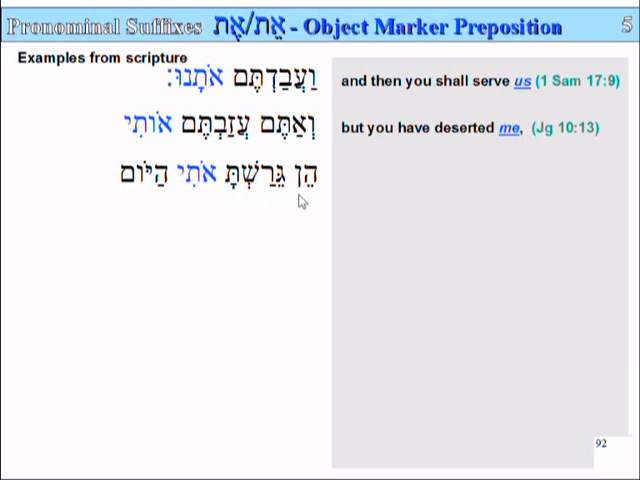 Pronominal Suffixes אֵת/אֶת - Object Marker Preposition 5
Examples from scripture
וַעֲבַדְתֶּם אֹתָנוּ׃ and then you shall serve us (1 Sam 17:9)
וְאַתֶּם עֲזַבְתֶּם אוֹתִי but you have deserted me, (Jg 10:13)
הֵן גֵּרַשְׁתָּ אֹתִי הַיּוֹם
92